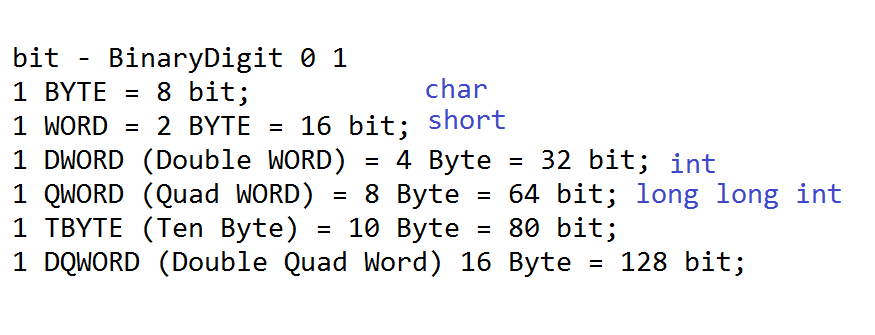 bit - BinaryDigit 0 1
1 BYTE = 8 bit; char
1 WORD = 2 BYTE = 16 bit; short
1 DWORD (Double WORD) = 4 Byte = 32 bit; int
1 QWORD (Quad WORD) = 8 Byte = 64 bit; long long int
1 TBYTE (Ten Byte) = 10 Byte = 80 bit;
1 DQWORD (Double Quad Word) 16 Byte = 128 bit;